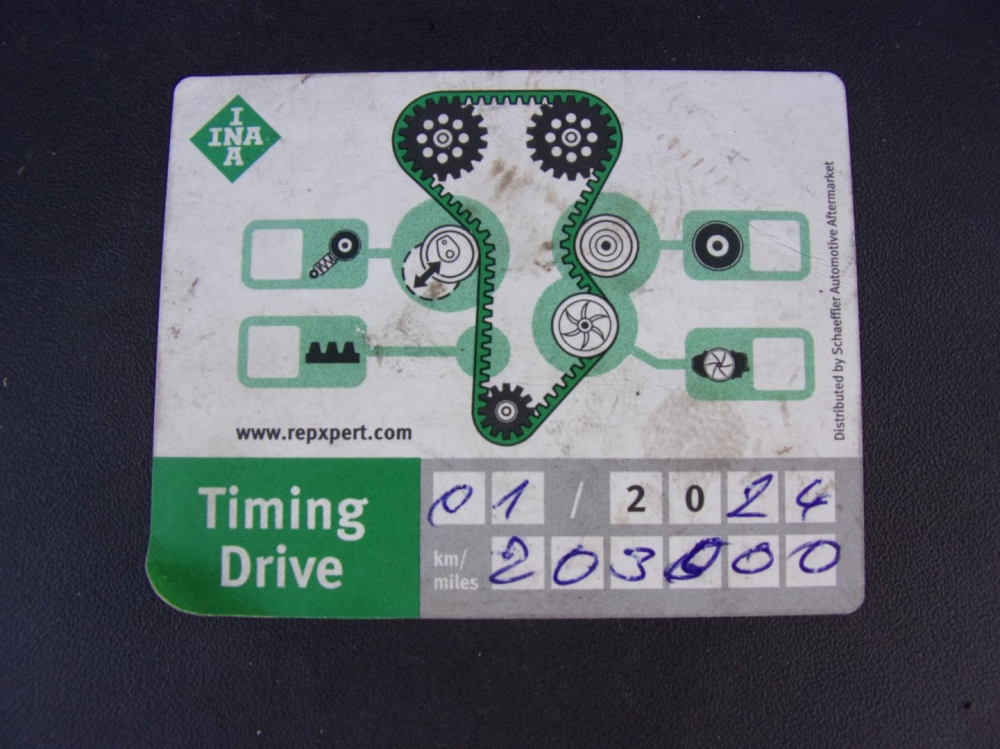 I
INA
A
www.repxpert.com
Distributed by Schaeffler Automotive Aftermarket
Timing
Drive
01 / 2024
km/
miles
203000